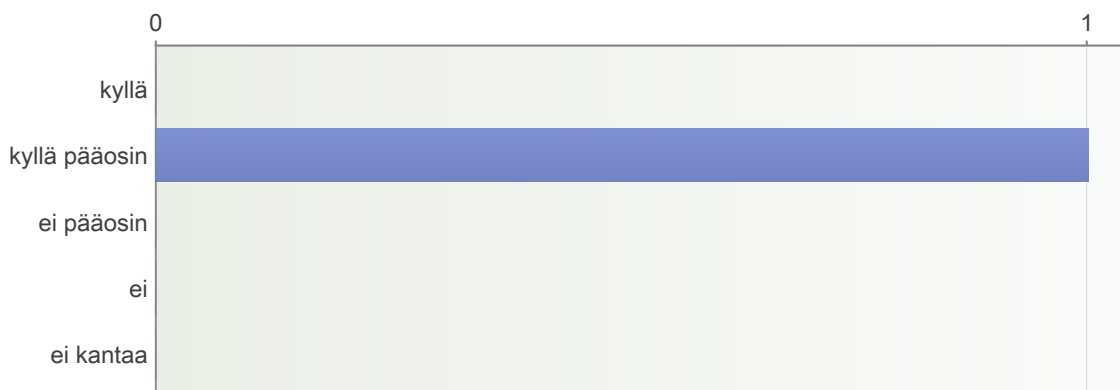 0 1
kyllä
kyllä pääosin
ei pääosin
ei
ei kantaa